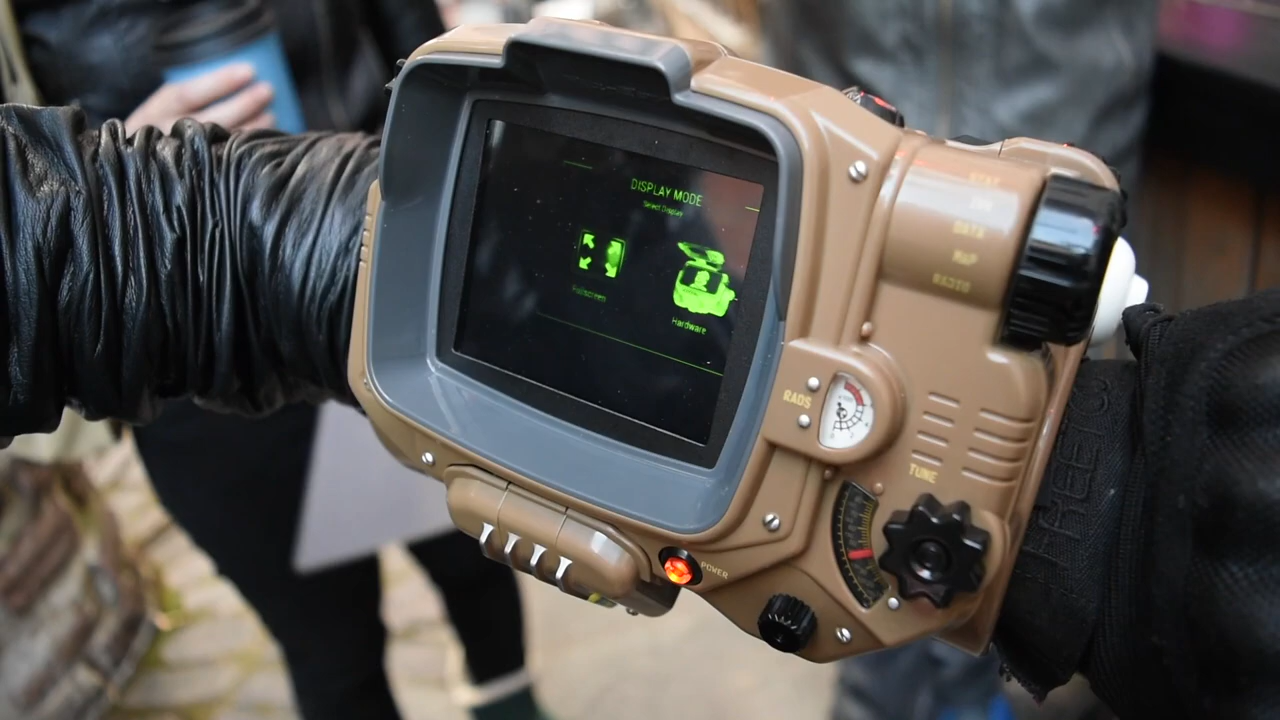 DISPLAY MODE
Select Display
Fullscreen
Hardware
STAT
INV
DATA
MAP
RADIO
RADS
TUNE
POWER